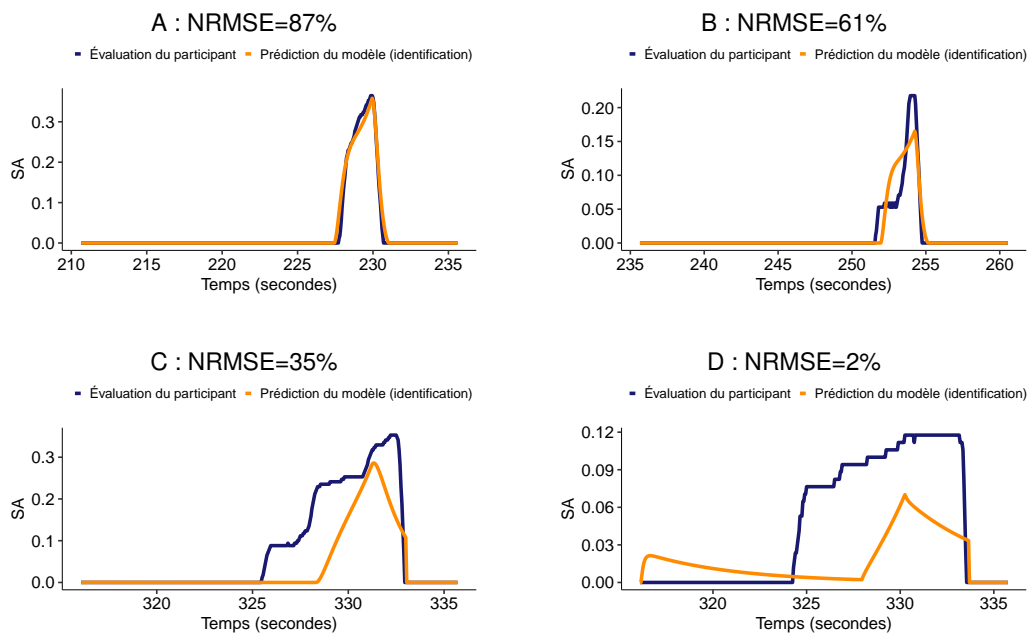 A : NRMSE=87%
Évaluation du participant Prédiction du modèle (identification)
0.3
0.2
0.1
0.0
SA
210 215 220 225 230 235
Temps (secondes)
B : NRMSE=61%
Évaluation du participant Prédiction du modèle (identification)
0.20
0.15
0.10
0.05
0.00
SA
235 240 245 250 255 260
Temps (secondes)
C : NRMSE=35%
Évaluation du participant Prédiction du modèle (identification)
0.3
0.2
0.1
0.0
SA
320 325 330 335
Temps (secondes)
D : NRMSE=2%
Évaluation du participant Prédiction du modèle (identification)
0.12
0.09
0.06
0.03
0.00
SA
320 325 330 335
Temps (secondes)